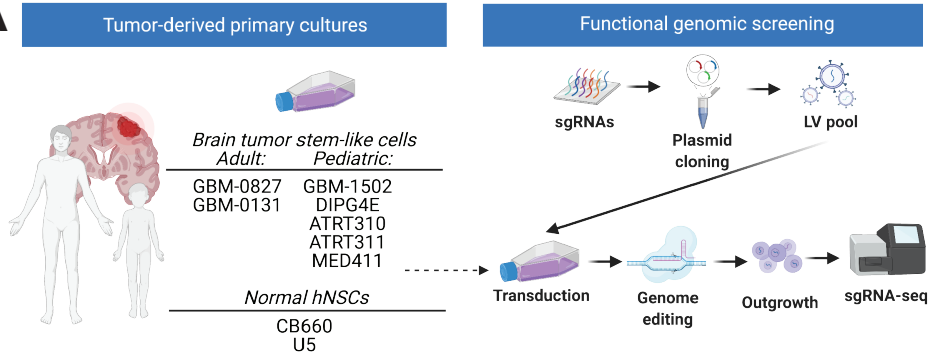 A
Tumor-derived primary cultures
Functional genomic screening
Brain tumor stem-like cells
Adult: Pediatric:
GBM-0827 GBM-1502
GBM-0131 DIPG4E
ATRT310
ATRT311
MED411
Normal hNSCs
CB660
U5
sgRNAs
Plasmid
cloning
LV pool
Transduction
Genome
editing
Outgrowth
sgRNA-seq